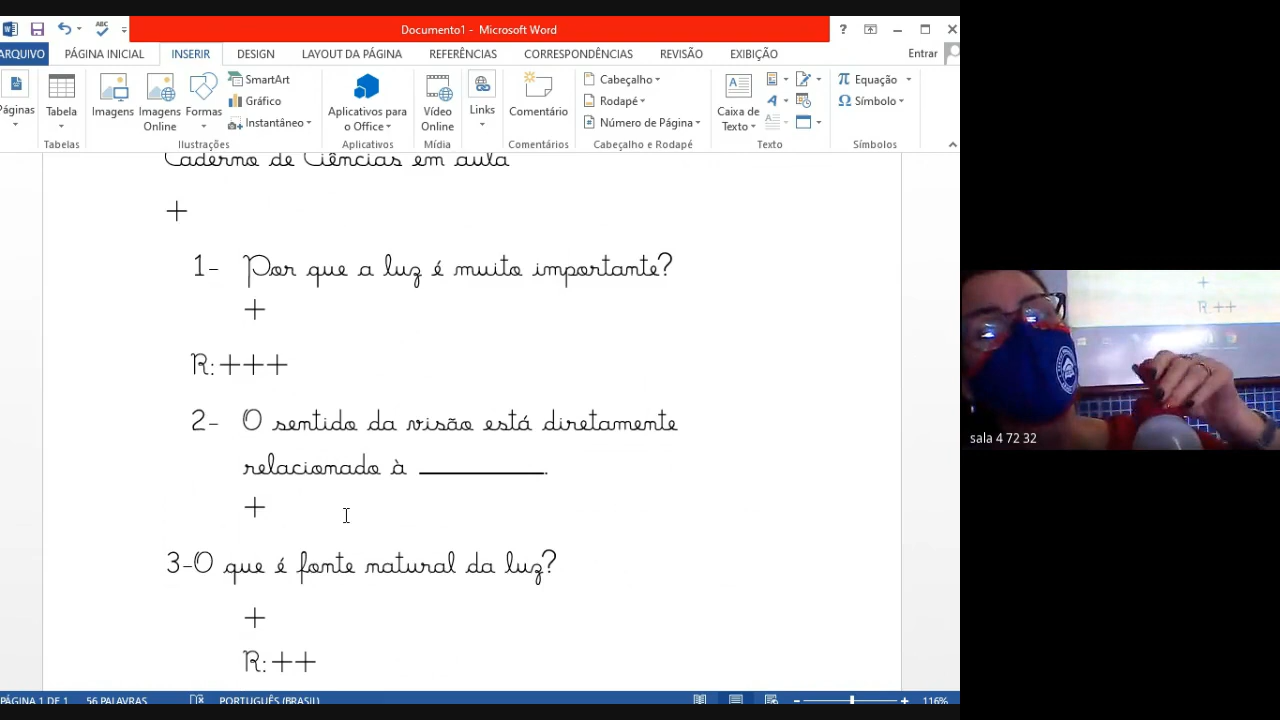 Documento1 - Microsoft Word
Entrar
ARQUIVO PÁGINA INICIAL INSERIR DESIGN LAYOUT DA PÁGINA REFERÊNCIAS CORRESPONDÊNCIAS REVISÃO EXIBIÇÃO
Páginas
Tabela
Imagens
Imagens Online
Formas
SmartArt
Gráfico
Instantâneo
Aplicativos para o Office
Vídeo Online
Links
Comentário
Cabeçalho
Rodapé
Número de Página
Caixa de Texto
Equação
Símbolo
Tabelas Ilustrações Aplicativos Mídia Comentários Cabeçalho e Rodapé Texto Símbolos
Caderno de Ciências em aula
+
1- Por que a luz é muito importante?
+
R:+++
2- O sentido da visão está diretamente
relacionado à __________.
+
3-O que é fonte natural da luz?
+
R:++
PÁGINA 1 DE 1 56 PALAVRAS PORTUGUÊS (BRASIL) 116%
+
R:++
sala 4 72 32